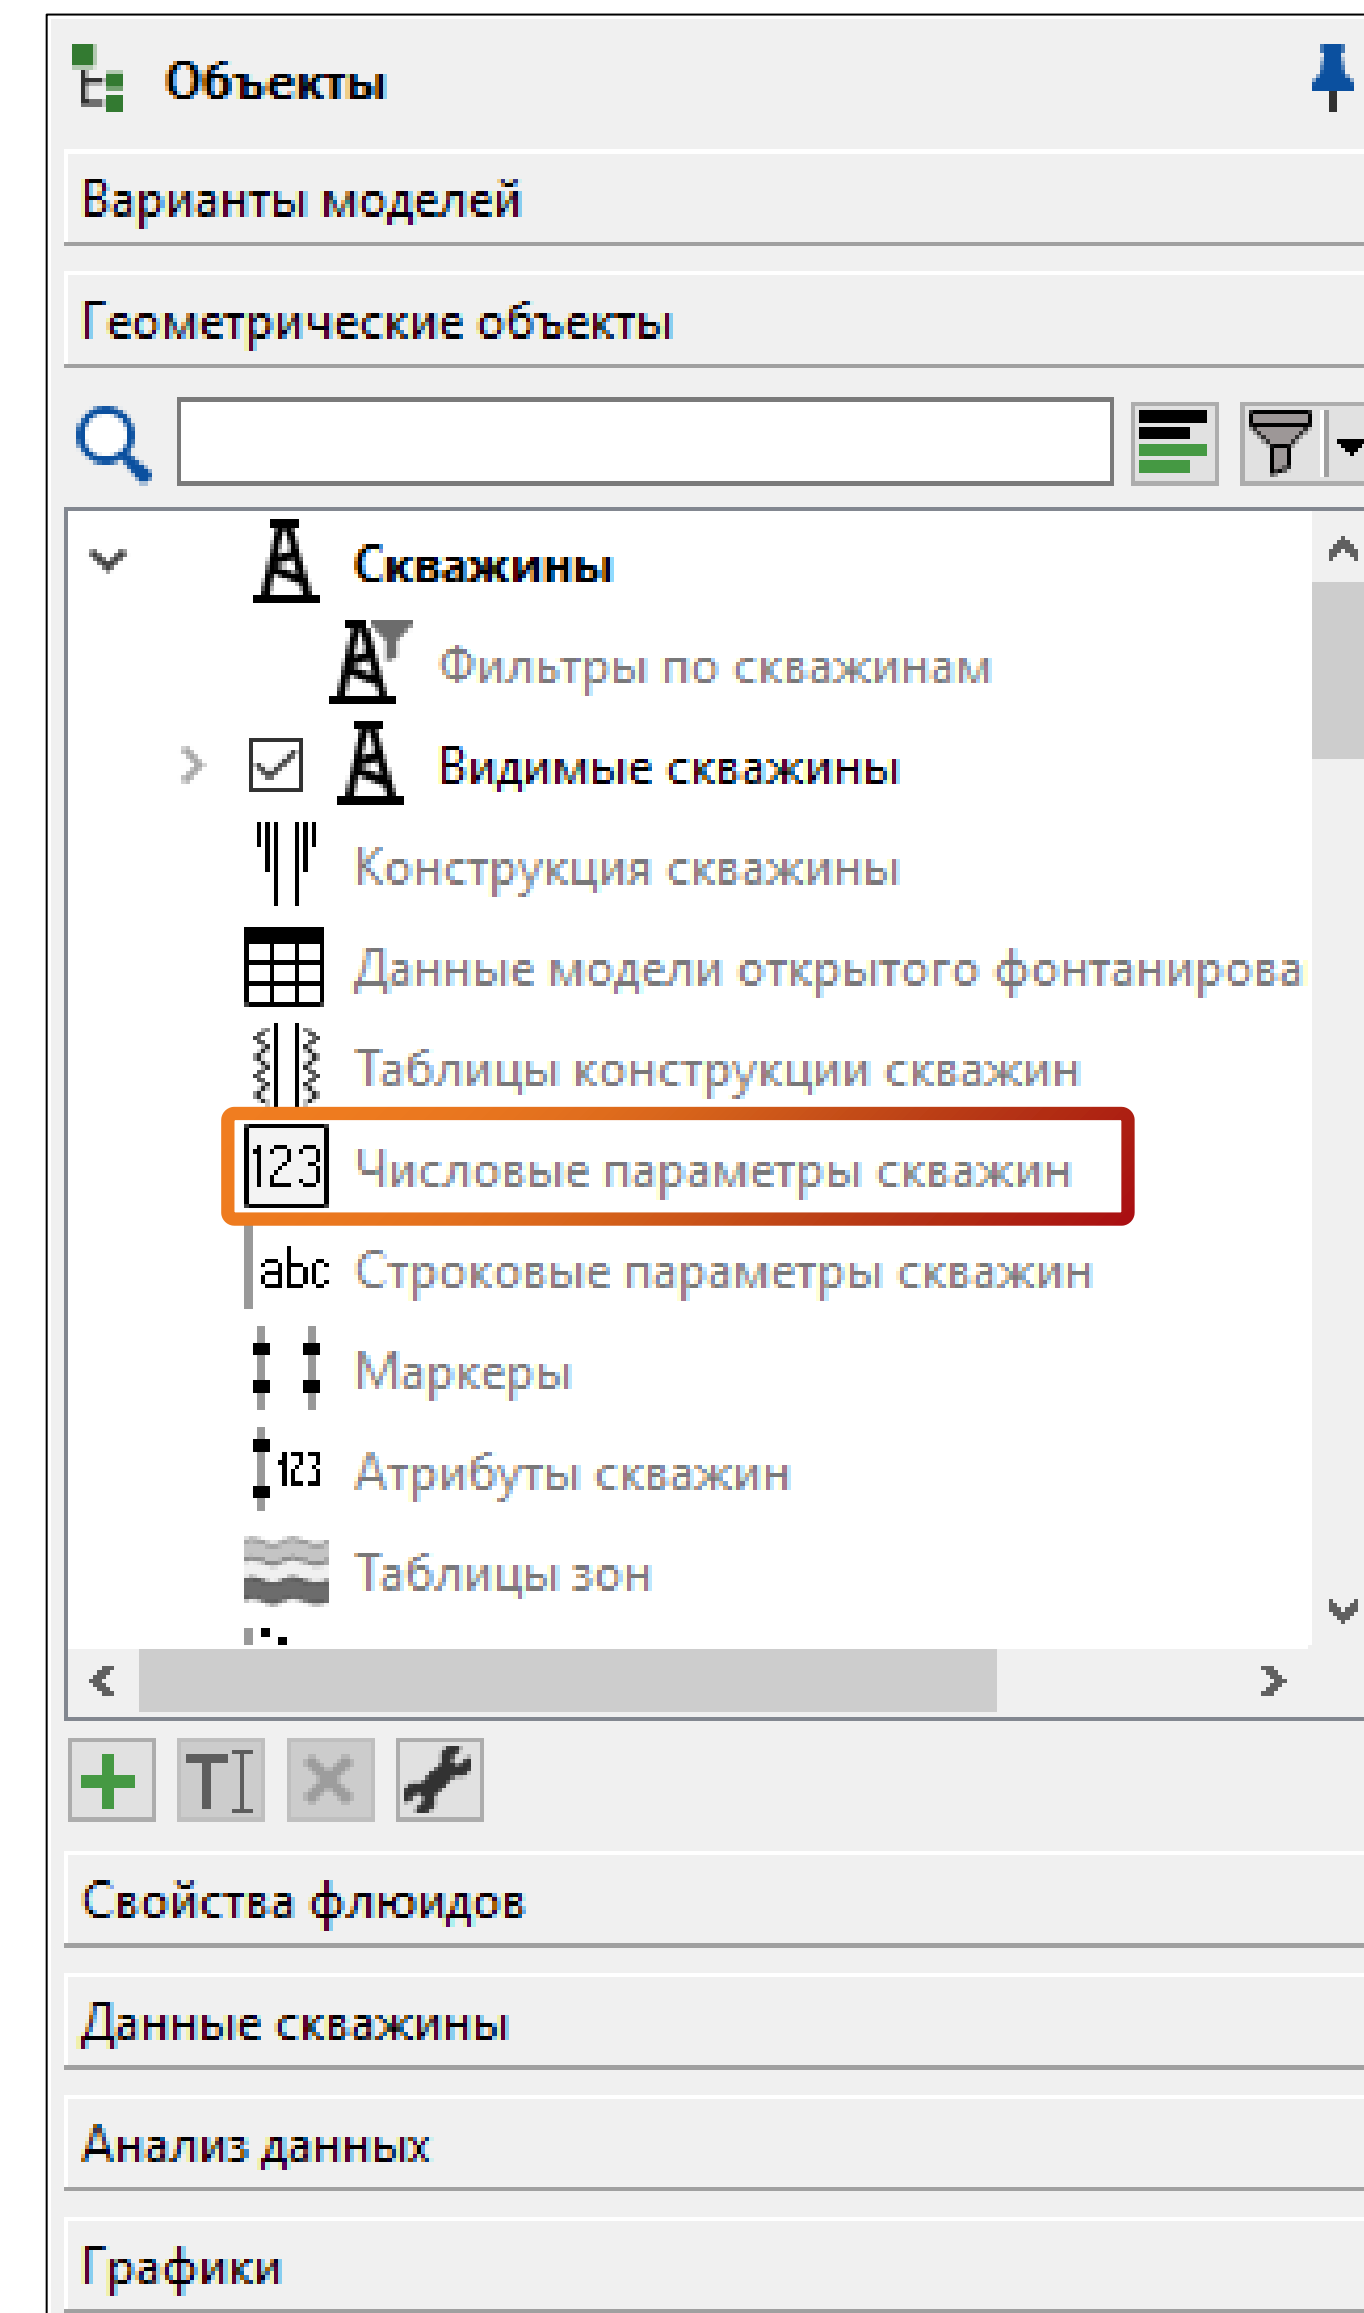 Объекты
Варианты моделей
Геометрические объекты
Скважины
Фильтры по скважинам
Видимые скважины
Конструкция скважины
Данные модели открытого фонтанирова
Таблицы конструкции скважин
123 Числовые параметры скважин
abc Строковые параметры скважин
Маркеры
123 Атрибуты скважин
Таблицы зон
Свойства флюидов
Данные скважины
Анализ данных
Графики